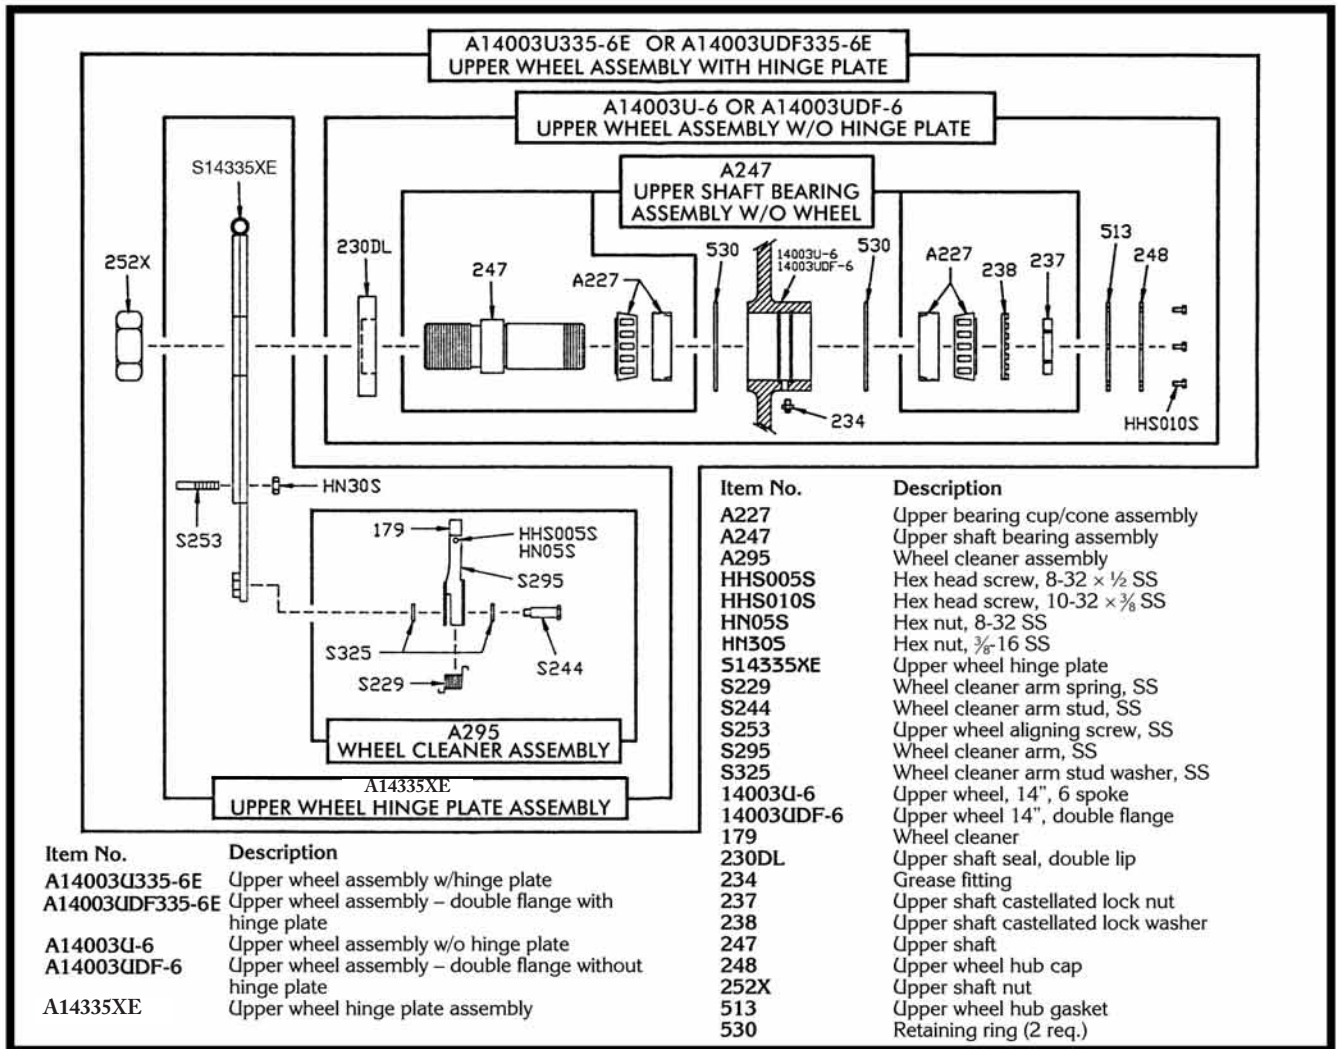 A14003U335-6E OR A14003UDF335-6E
UPPER WHEEL ASSEMBLY WITH HINGE PLATE
A14003U-6 OR A14003UDF-6
UPPER WHEEL ASSEMBLY W/O HINGE PLATE
A247
UPPER SHAFT BEARING
ASSEMBLY W/O WHEEL
S14335XE
252X
230DL
247
A227
530
14003U-6
14003UDF-6
530
A227
238
237
513
248
234
HHS010S
HN30S
S253
179
HHS005S
HN05S
S295
S325
S244
S229
A295
WHEEL CLEANER ASSEMBLY
A14335XE
UPPER WHEEL HINGE PLATE ASSEMBLY
Item No. Description
A227 Upper bearing cup/cone assembly
A247 Upper shaft bearing assembly
A295 Wheel cleaner assembly
HHS005S Hex head screw, 8-32 × ½ SS
HHS010S Hex head screw, 10-32 × ⅜ SS
HN05S Hex nut, 8-32 SS
HN30S Hex nut, ⅜-16 SS
S14335XE Upper wheel hinge plate
S229 Wheel cleaner arm spring, SS
S244 Wheel cleaner arm stud, SS
S253 Upper wheel aligning screw, SS
S295 Wheel cleaner arm, SS
S325 Wheel cleaner arm stud washer, SS
14003U-6 Upper wheel, 14”, 6 spoke
14003UDF-6 Upper wheel 14”, double flange
179 Wheel cleaner
230DL Upper shaft seal, double lip
234 Grease fitting
237 Upper shaft castellated lock nut
238 Upper shaft castellated lock washer
247 Upper shaft
248 Upper wheel hub cap
252X Upper shaft nut
513 Upper wheel hub gasket
530 Retaining ring (2 req.)
Item No. Description
A14003U335-6E Upper wheel assembly w/hinge plate
A14003UDF335-6E Upper wheel assembly – double flange with
hinge plate
A14003U-6 Upper wheel assembly w/o hinge plate
A14003UDF-6 Upper wheel assembly – double flange without
hinge plate
A14335XE Upper wheel hinge plate assembly